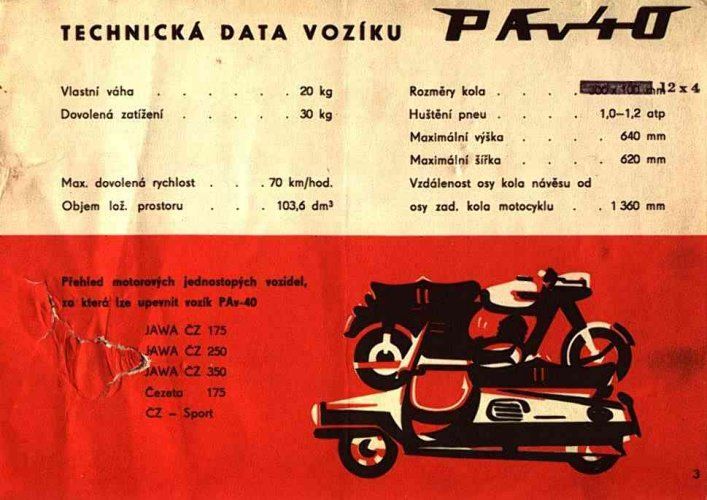 TECHNICKÁ DATA VOZÍKU PAv40
Vlastní váha . . . . . . 20 kg
Dovolená zatížení . . . . 30 kg
Max. dovolená rychlost . . . 70 km/hod.
Objem lož. prostoru . . . 103,6 dm³
Rozměry kola . . . . mm 12 x 4
Huštění pneu . . . . 1,0—1,2 atp
Maximální výška . . . . 640 mm
Maximální šířka . . . . 620 mm
Vzdálenost osy kola návěsu od
osy zad. kola motocyklu . . 1 360 mm
Přehled motorových jednostopých vozidel,
za která lze upevnit vozík PAv-40
JAWA ČZ 175
JAWA ČZ 250
JAWA ČZ 350
Čezeta 175
ČZ — Sport
3